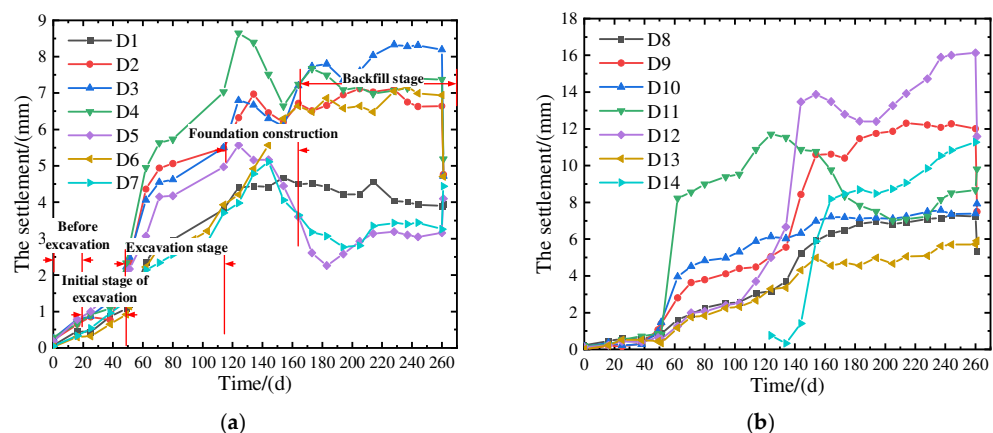 9
8
7
6
5
4
3
2
1
0
The settlement/(mm)
D1
D2
D3
D4
D5
D6
D7
Backfill stage
Foundation construction
Before
excavation
Excavation stage
Initial stage of
excavation
0 20 40 60 80 100 120 140 160 180 200 220 240 260
Time/(d)
(a)
18
16
14
12
10
8
6
4
2
0
The settlement/(mm)
D8
D9
D10
D11
D12
D13
D14
0 20 40 60 80 100 120 140 160 180 200 220 240 260
Time/(d)
(b)